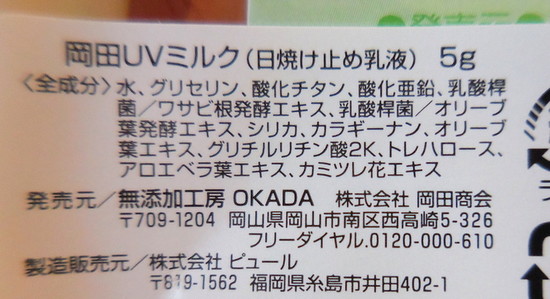 岡田UVミルク(日焼け止め乳液) 5g
〈全成分〉水、グリセリン、酸化チタン、酸化亜鉛、乳酸桿
菌/ワサビ根発酵エキス、乳酸桿菌/オリーブ
葉発酵エキス、シリカ、カラギーナン、オリーブ
葉エキス、グリチルリチン酸2K、トレハロース、
アロエベラ葉エキス、カミツレ花エキス
発売元/無添加工房 OKADA 株式会社 岡田商会
〒709-1204 岡山県岡山市南区西高崎5-326
フリーダイヤル.0120-000-610
製造販売元/株式会社 ピュール
〒819-1562 福岡県糸島市井田402-1